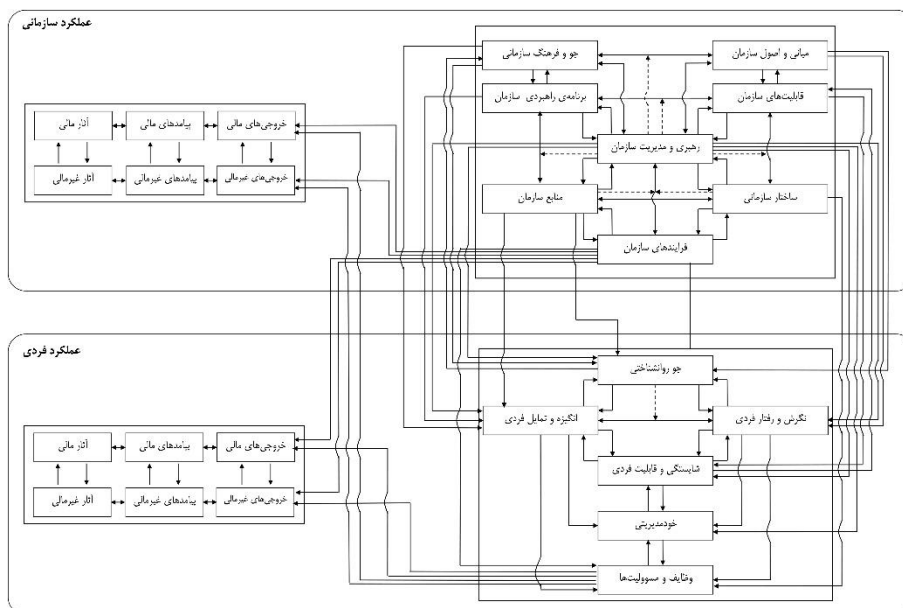 عملکرد سازمانی
جو و فرهنگ سازمانی
مبانی و اصول سازمان
برنامه‌ی راهبردی سازمان
قابلیت‌های سازمان
رهبری و مدیریت سازمان
منابع سازمان
ساختار سازمانی
فرایندهای سازمان
خروجی‌های مالی
پیامدهای مالی
آثار مالی
خروجی‌های غیرمالی
پیامدهای غیرمالی
آثار غیرمالی
عملکرد فردی
جو روانشناختی
نگرش و رفتار فردی
انگیزه و تمایل فردی
شایستگی و قابلیت فردی
خودمدیریتی
وظایف و مسوولیت‌ها
خروجی‌های مالی
پیامدهای مالی
آثار مالی
خروجی‌های غیرمالی
پیامدهای غیرمالی
آثار غیرمالی